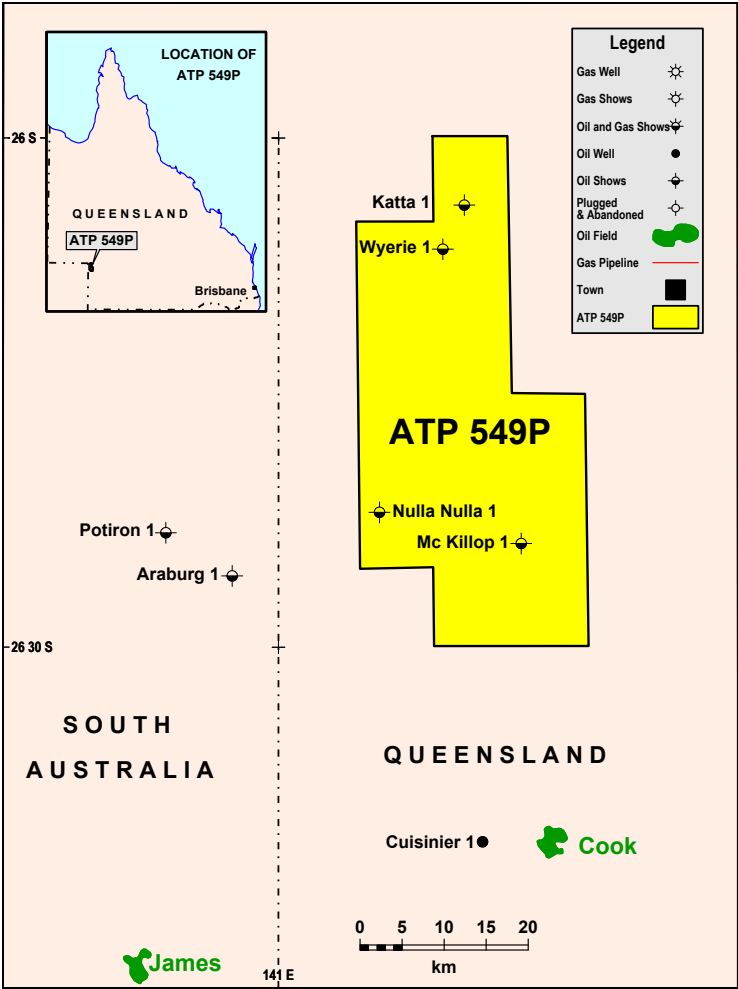 LOCATION OF
ATP 549P
QUEENSLAND
ATP 549P
Brisbane
Legend
Gas Well
Gas Shows
Oil and Gas Shows
Oil Well
Oil Shows
Plugged
& Abandoned
Oil Field
Gas Pipeline
Town
ATP 549P
26 S
Katta 1
Wyerie 1
ATP 549P
Nulla Nulla 1
Potiron 1
Mc Killop 1
Araburg 1
26 30 S
SOUTH
AUSTRALIA
QUEENSLAND
Cuisinier 1
Cook
0 5 10 15 20
km
James
141 E